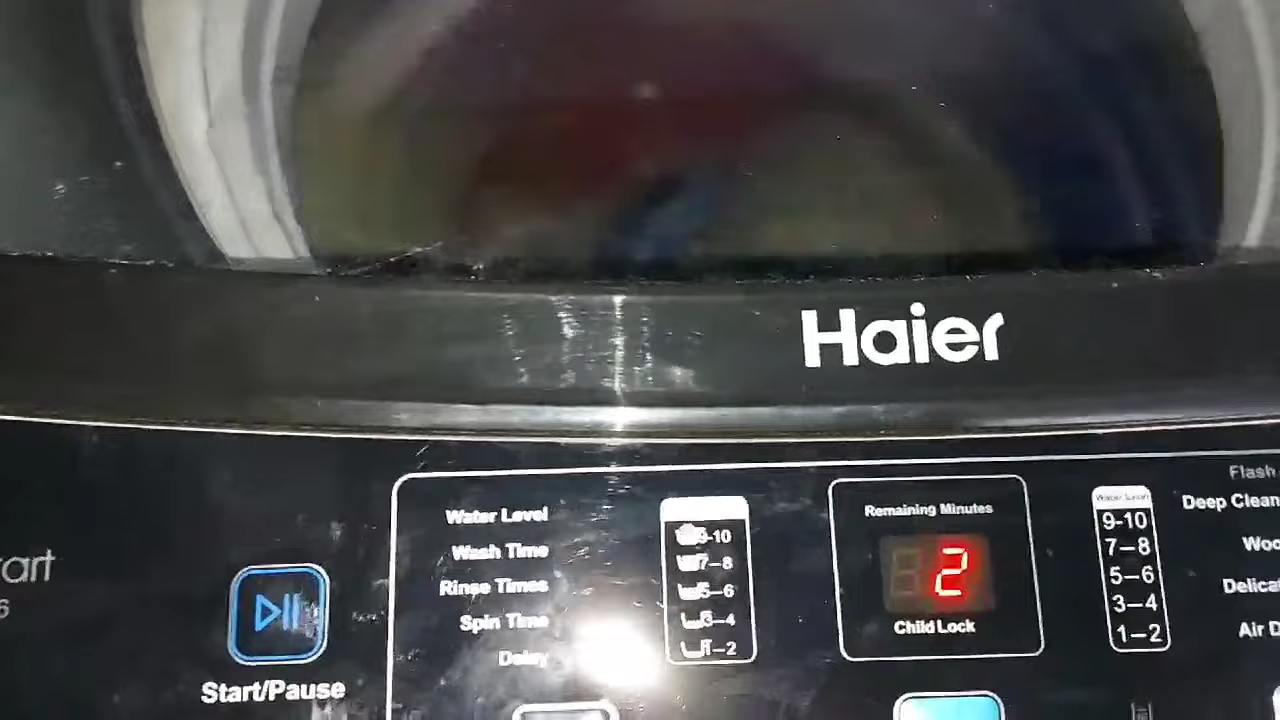 Haier
Flash
Water Level
9-10
Remaining Minutes
9-10
Deep Clean
Wash Time
7-8
2
7-8
Rinse Times
5-6
5-6
Spin Time
3-4
Child Lock
3-4
Air D
Delay
1-2
1-2
Start/Pause